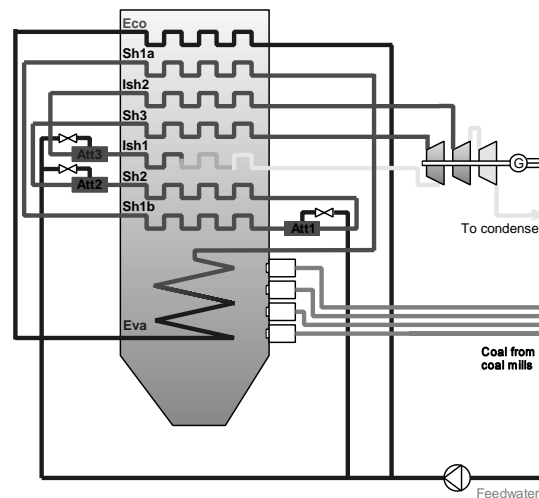 Eco
Sh1a
Ish2
Sh3
Att3
Ish1
Att2
Sh2
Sh1b
Att1
G
To condense
Eva
Coal from
coal mills
Feedwater